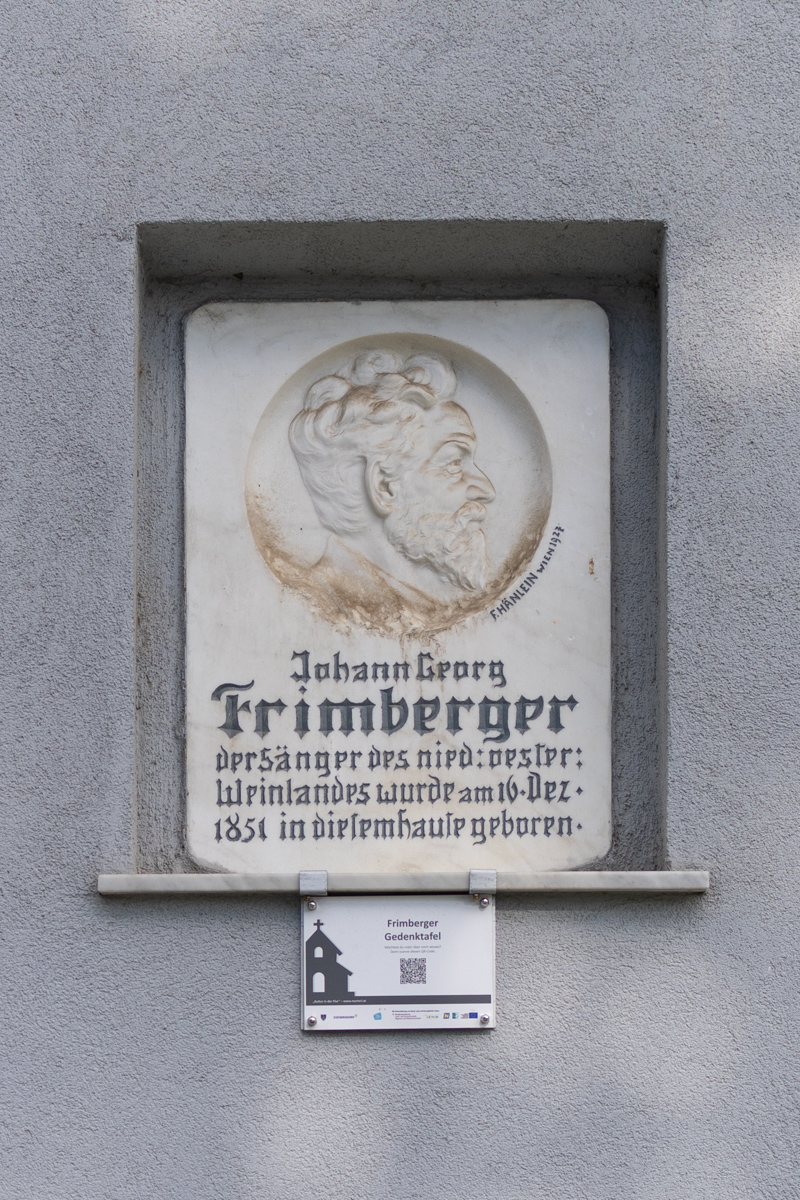 F. HÄNLEIN WIEN 1927
Johann Georg
Frimberger
der Sänger des nied: oester:
Weinlandes wurde am 16. Dez.
1851 in diesem hause geboren.
Frimberger
Gedenktafel